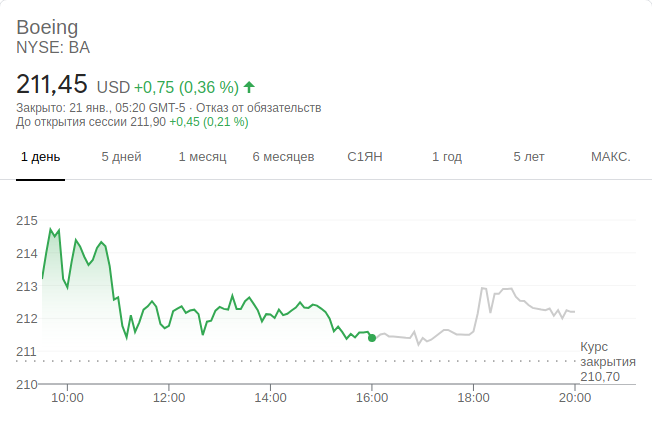 Boeing
NYSE: BA
211,45 USD +0,75 (0,36 %)
Закрыто: 21 янв., 05:20 GMT-5 · Отказ от обязательств
До открытия сессии 211,90 +0,45 (0,21 %)
1 день 5 дней 1 месяц 6 месяцев С1ЯН 1 год 5 лет МАКС.
215
214
213
212
211
210
Курс
закрытия
210,70
10:00 12:00 14:00 16:00 18:00 20:00